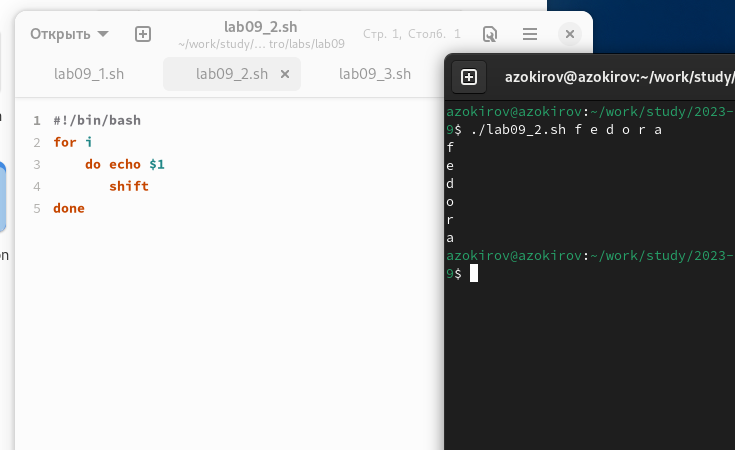 Открыть
lab09_2.sh
~/work/study/... tro/labs/lab09
Стр. 1, Столб. 1
lab09_1.sh
lab09_2.sh
lab09_3.sh
1 #!/bin/bash
2 for i
3 do echo $1
4 shift
5 done
on
azokirov@azokirov:~/work/study/
azokirov@azokirov:~/work/study/2023-
9$ ./lab09_2.sh f e d o r a
f
e
d
o
r
a
azokirov@azokirov:~/work/study/2023-
9$